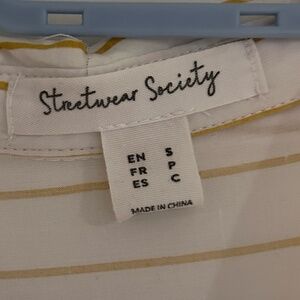 Streetwear Society
EN S
FR P
ES C
MADE IN CHINA